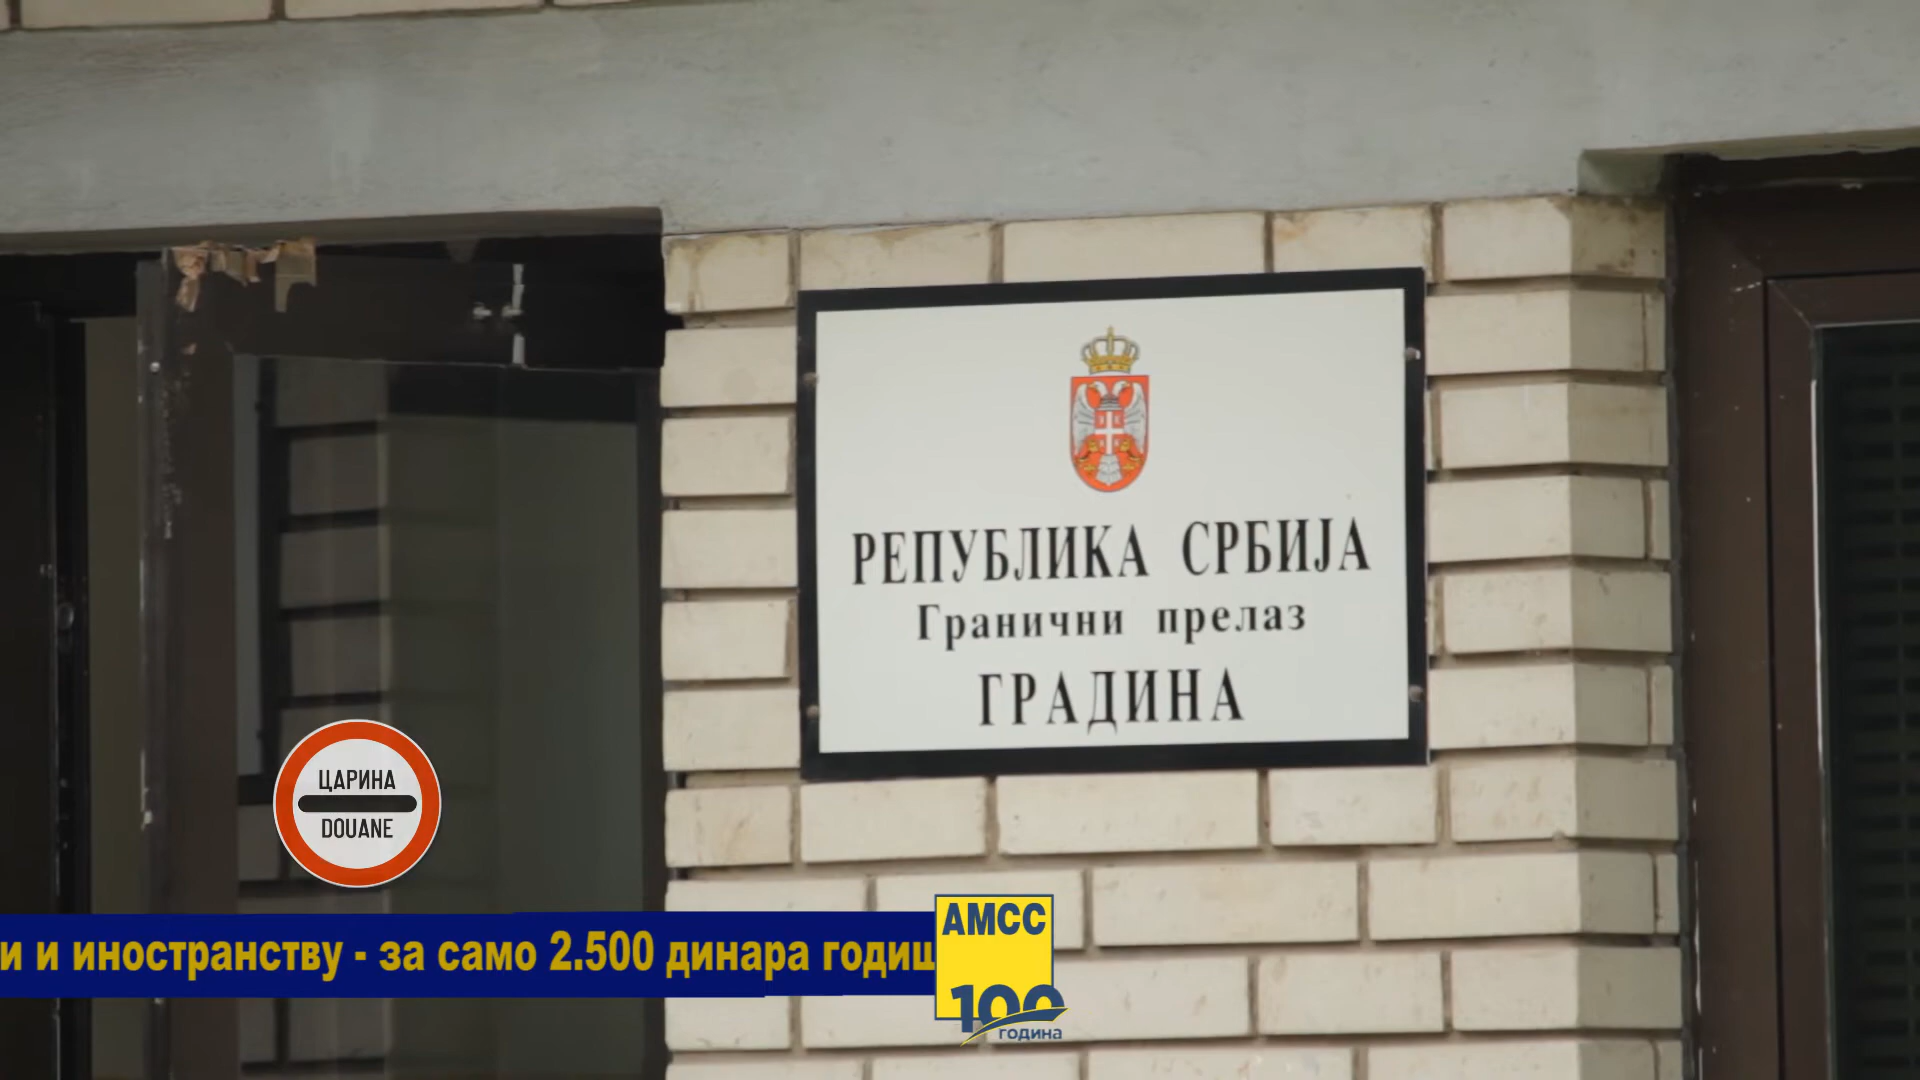 РЕПУБЛИКА СРБИЈА
Гранични прелаз
ГРАДИНА
ЦАРИНА
DOUANE
и и иностранству - за само 2.500 динара годиш
АМСС
100
година